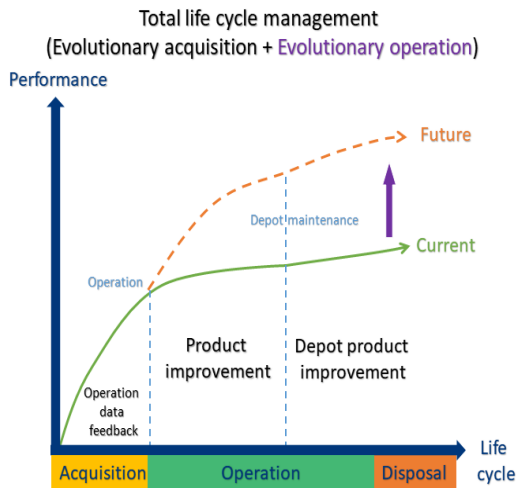 Total life cycle management
(Evolutionary acquisition + Evolutionary operation)
Performance
Future
Depot maintenance
Current
Operation
Product
improvement
Depot product
improvement
Operation
data
feedback
Life
cycle
Acquisition
Operation
Disposal